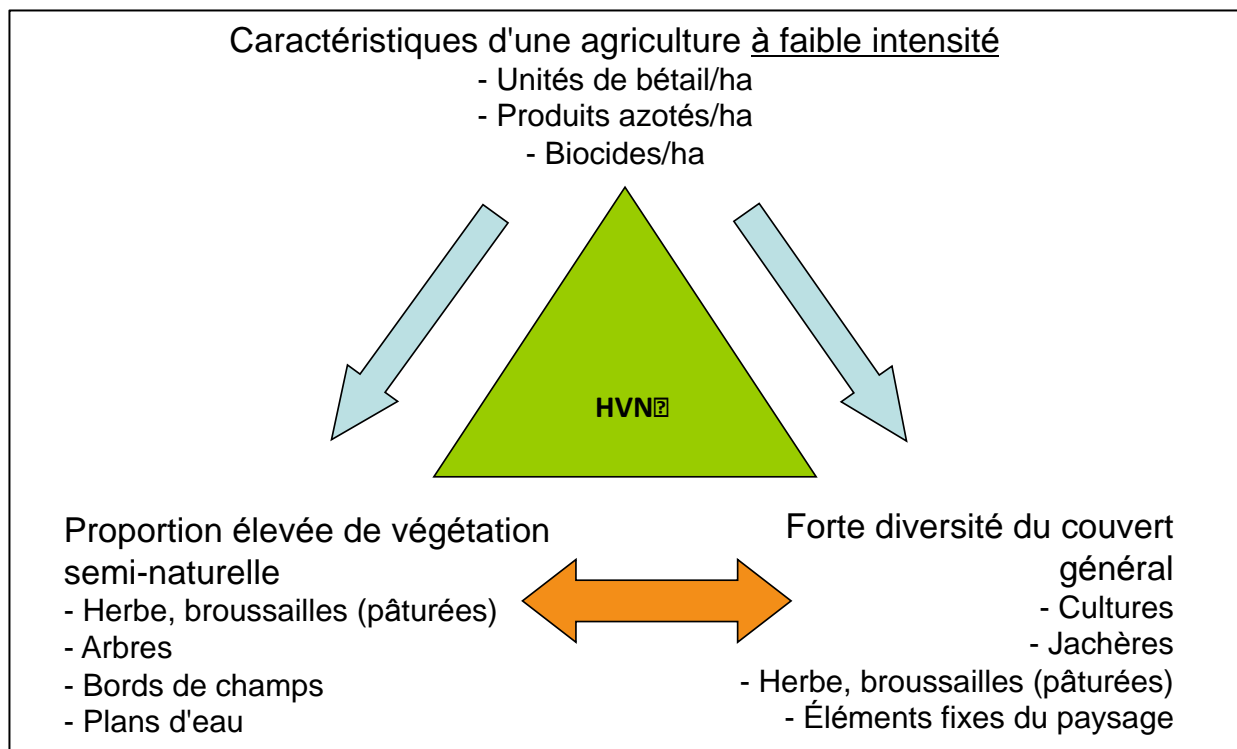 Caractéristiques d'une agriculture à faible intensité
- Unités de bétail/ha
- Produits azotés/ha
- Biocides/ha
HVN⍰
Proportion élevée de végétation
semi-naturelle
- Herbe, broussailles (pâturées)
- Arbres
- Bords de champs
- Plans d'eau
Forte diversité du couvert
général
- Cultures
- Jachères
- Herbe, broussailles (pâturées)
- Éléments fixes du paysage